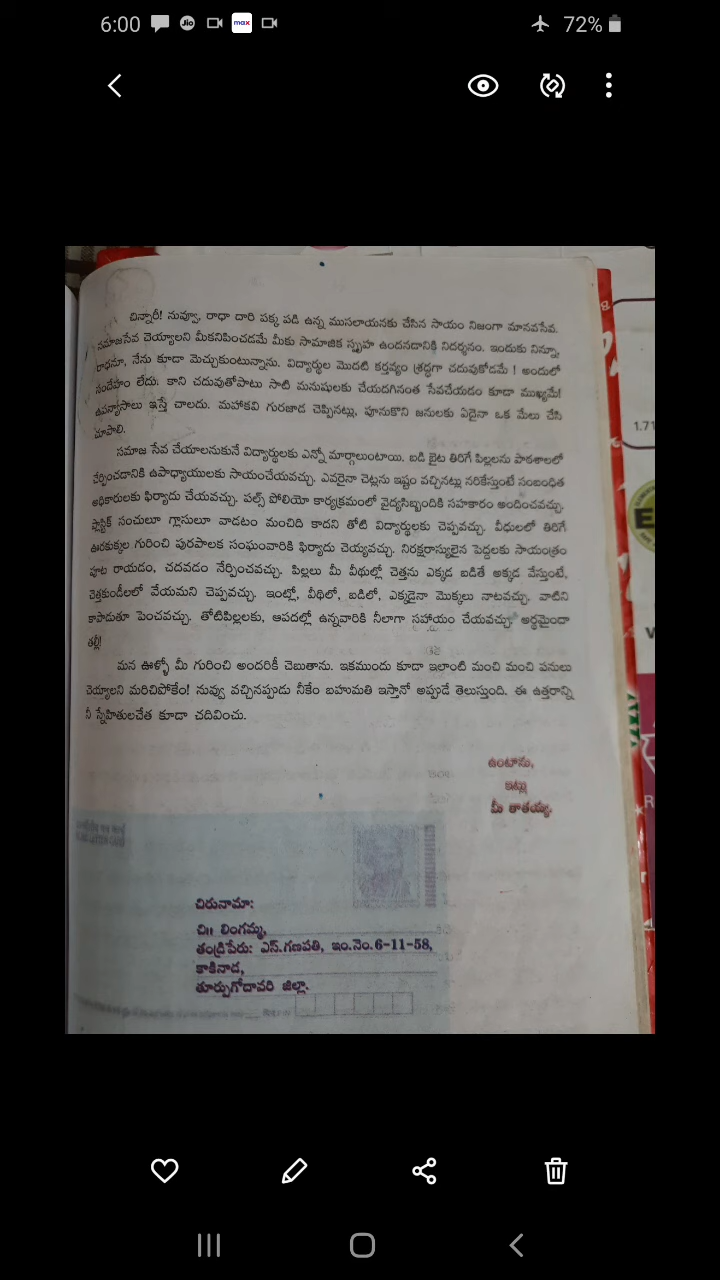 6:00
Jio
max
72%
చిన్నారీ! నువ్వూ, రాధా దారి పక్క పడి ఉన్న ముసలాయనకు చేసిన సాయం నిజంగా మానవసేవ.
సమాజసేవ చెయ్యాలని మీకనిపించడమే మీకు సామాజిక స్పృహ ఉందనడానికి నిదర్శనం. ఇందుకు నిన్నూ,
రాధనూ, నేను కూడా మెచ్చుకుంటున్నాను. విద్యార్థుల మొదటి కర్తవ్యం శ్రద్ధగా చదువుకోడమే ! అందులో
సందేహం లేదు. కాని చదువుతోపాటు సాటి మనుషులకు చేయదగినంత సేవచేయడం కూడా ముఖ్యమే!
ఉపన్యాసాలు ఇస్తే చాలదు. మహాకవి గురజాడ చెప్పినట్లు, పూనుకొని జనులకు ఏదైనా ఒక మేలు చేసి
చూపాలి.
సమాజ సేవ చేయాలనుకునే విద్యార్థులకు ఎన్నో మార్గాలుంటాయి. బడి బైట తిరిగే పిల్లలను పాఠశాలలో
చేర్పించడానికి ఉపాధ్యాయులకు సాయంచేయవచ్చు. ఎవరైనా చెట్లను ఇష్టం వచ్చినట్లు నరికేస్తుంటే సంబంధిత
అధికారులకు ఫిర్యాదు చేయవచ్చు. పల్స్ పోలియో కార్యక్రమంలో వైద్యసిబ్బందికి సహకారం అందించవచ్చు.
ప్లాస్టిక్ సంచులూ గ్లాసులూ వాడటం మంచిది కాదని తోటి విద్యార్థులకు చెప్పవచ్చు. వీధులలో తిరిగే
ఊరకుక్కల గురించి పురపాలక సంఘంవారికి ఫిర్యాదు చెయ్యవచ్చు. నిరక్షరాస్యులైన పెద్దలకు సాయంత్రం
పూట రాయడం, చదవడం నేర్పించవచ్చు. పిల్లలు మీ వీథుల్లో చెత్తను ఎక్కడ బడితే అక్కడ వేస్తుంటే,
చెత్తకుండీలలో వేయమని చెప్పవచ్చు. ఇంట్లో, వీథిలో, బడిలో, ఎక్కడైనా మొక్కలు నాటవచ్చు. వాటిని
కాపాడుతూ పెంచవచ్చు. తోటిపిల్లలకు, ఆపదల్లో ఉన్నవారికి నీలాగా సహాయం చేయవచ్చు. అర్థమైందా
తల్లీ!
మన ఊళ్ళో మీ గురించి అందరికీ చెబుతాను. ఇకముందు కూడా ఇలాంటి మంచి మంచి పనులు
చెయ్యాలని మరిచిపోకేం! నువ్వు వచ్చినప్పుడు నీకేం బహుమతి ఇస్తానో అప్పుడే తెలుస్తుంది. ఈ ఉత్తరాన్ని
నీ స్నేహితులచేత కూడా చదివించు.
ఉంటాను,
ఇట్లు
మీ తాతయ్య.
చిరునామా:
చి॥ లింగమ్మ,
తండ్రిపేరు: ఎస్.గణపతి, ఇం.నెం.6-11-58,
కాకినాడ,
తూర్పుగోదావరి జిల్లా.
1.71